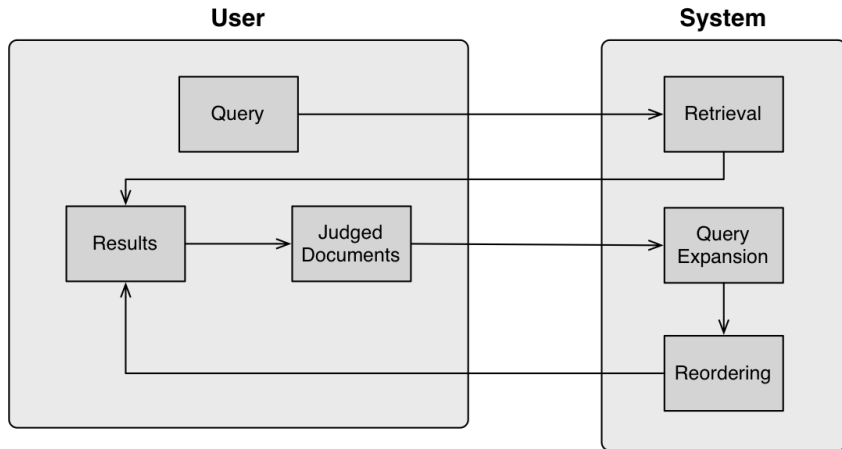 User
System
Query
Retrieval
Results
Judged
Documents
Query
Expansion
Reordering